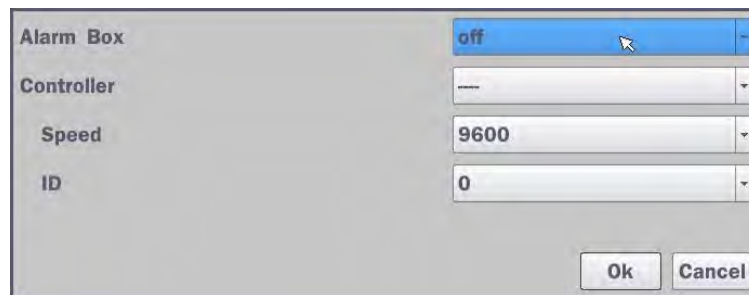 Alarm Box off
Controller ----
Speed 9600
ID 0
Ok Cancel